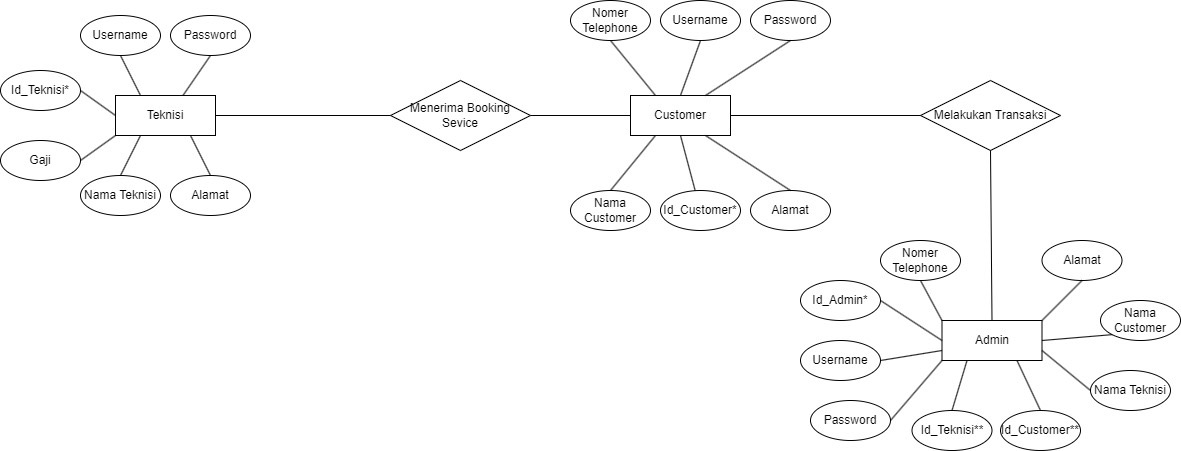 Nomer
Telephone
Username
Password
Username
Password
Id_Teknisi*
Teknisi
Menerima Booking
Sevice
Customer
Melakukan Transaksi
Gaji
Nama Teknisi
Alamat
Nama
Customer
Id_Customer*
Alamat
Nomer
Telephone
Alamat
Id_Admin*
Nama
Customer
Admin
Username
Nama Teknisi
Password
Id_Teknisi**
Id_Customer**